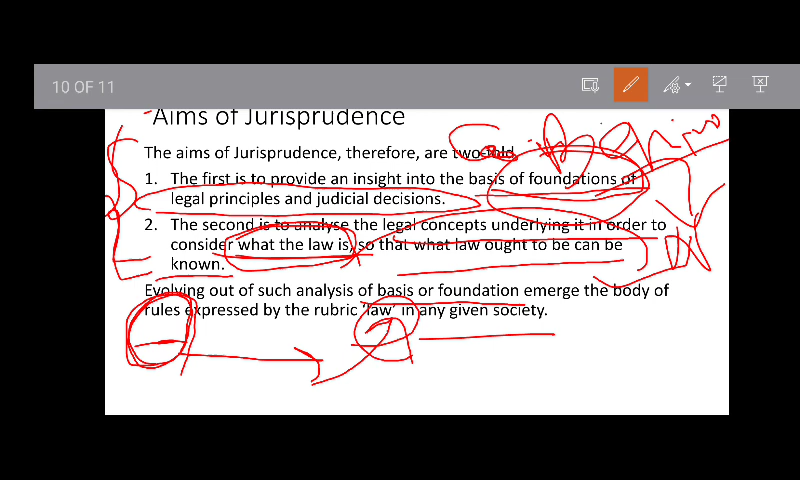 10 OF 11
Aims of Jurisprudence
The aims of Jurisprudence, therefore, are two-fold.
1. The first is to provide an insight into the basis of foundations of
legal principles and judicial decisions.
2. The second is to analyse the legal concepts underlying it in order to
consider what the law is, so that what law ought to be can be
known.
Evolving out of such analysis of basis or foundation emerge the body of
rules expressed by the rubric ‘law’ in any given society.